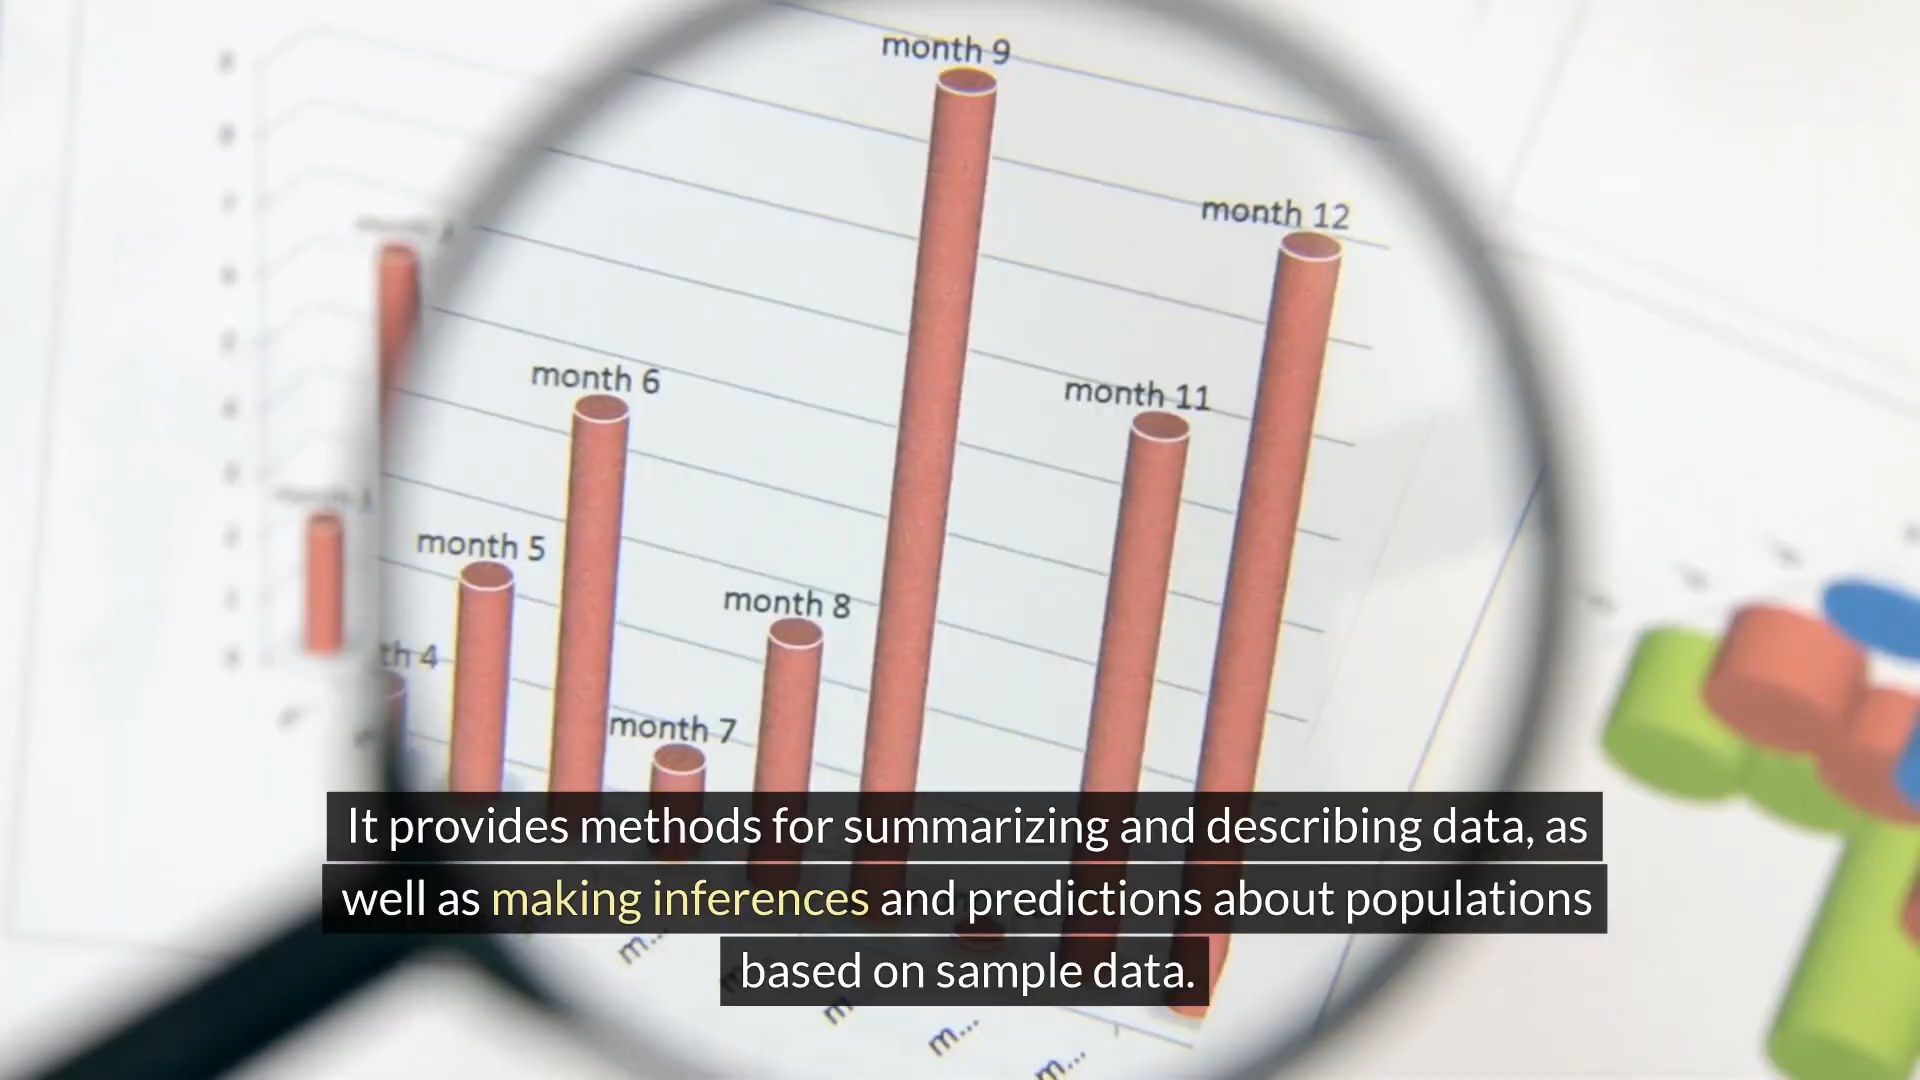 month 9
month 12
month 6
month 11
month 5
month 8
th 4
month 7
It provides methods for summarizing and describing data, as
well as making inferences and predictions about populations
based on sample data.
m...
m...
m...